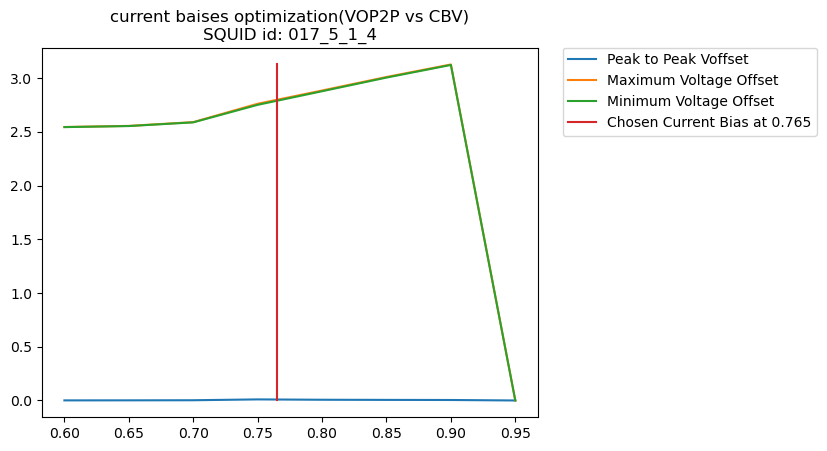 current baises optimization(VOP2P vs CBV)
SQUID id: 017_5_1_4
Peak to Peak Voffset
Maximum Voltage Offset
Minimum Voltage Offset
Chosen Current Bias at 0.765
3.0
2.5
2.0
1.5
1.0
0.5
0.0
0.60 0.65 0.70 0.75 0.80 0.85 0.90 0.95